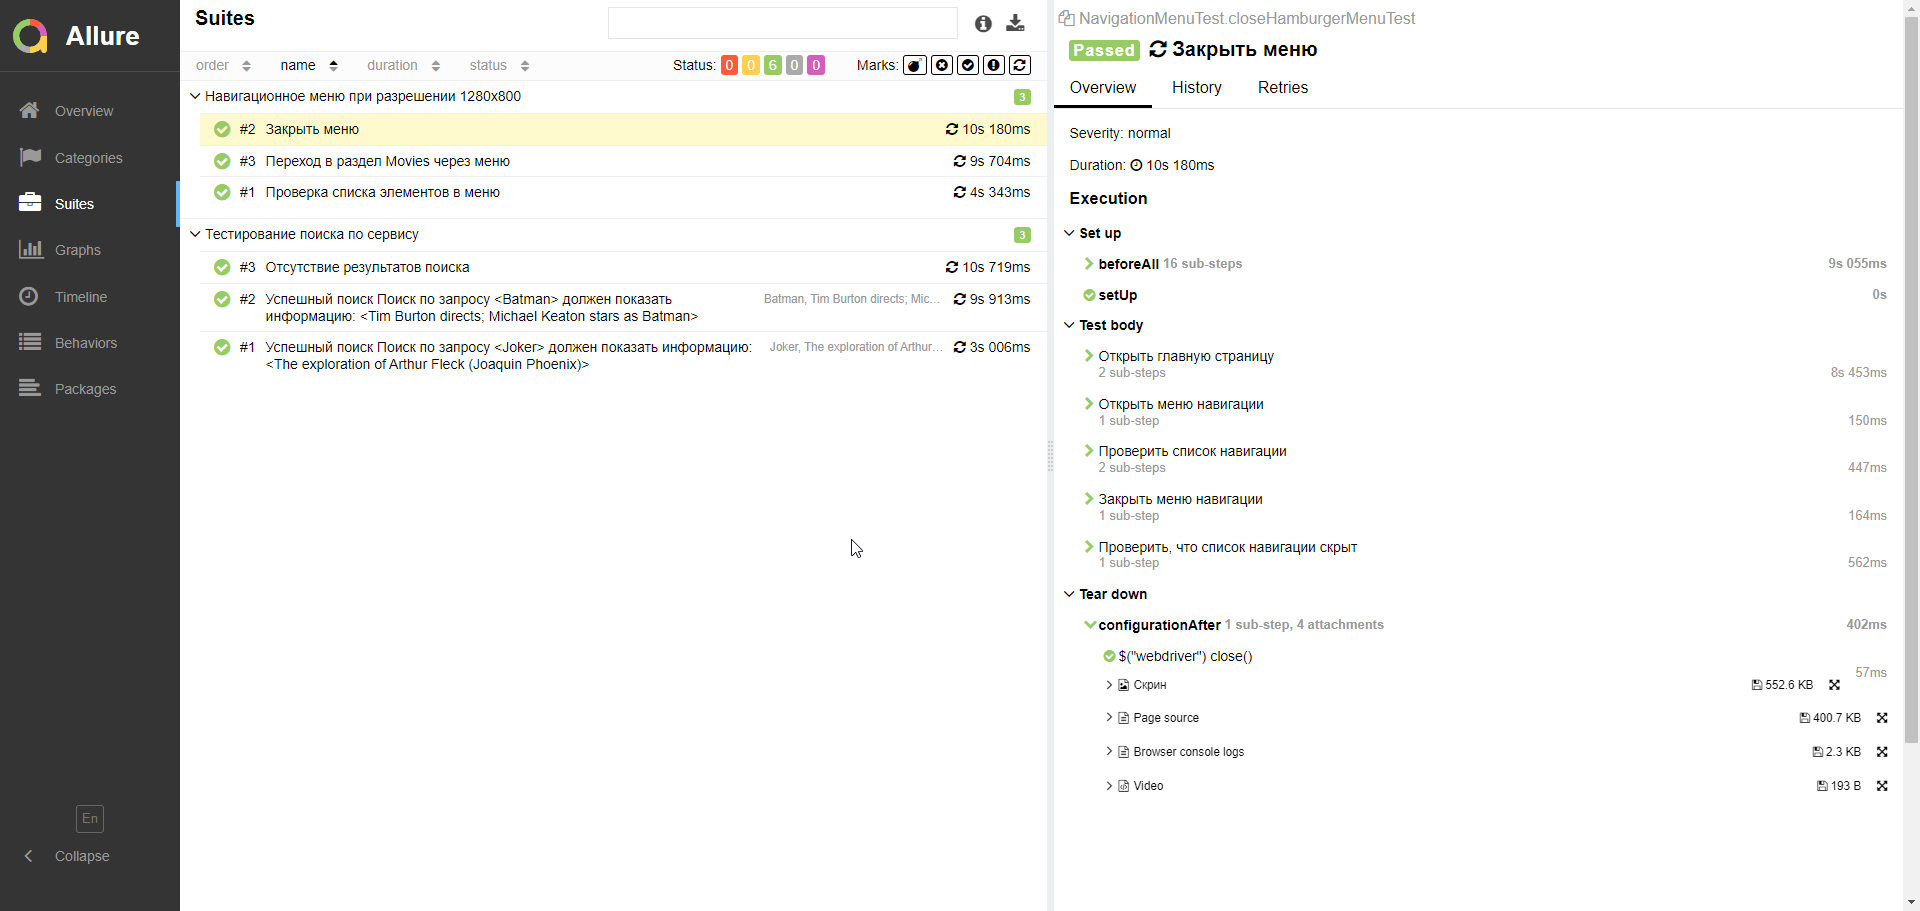 Allure
Overview
Categories
Suites
Graphs
Timeline
Behaviors
Packages
En
Collapse
Suites
order name duration status Status: 0 0 6 0 0 Marks:
Навигационное меню при разрешении 1280x800 3
#2 Закрыть меню 10s 180ms
#3 Переход в раздел Movies через меню 9s 704ms
#1 Проверка списка элементов в меню 4s 343ms
Тестирование поиска по сервису 3
#3 Отсутствие результатов поиска 10s 719ms
#2 Успешный поиск Поиск по запросу <Batman> должен показать Batman, Tim Burton directs; Mic... 9s 913ms
информацию: <Tim Burton directs; Michael Keaton stars as Batman>
#1 Успешный поиск Поиск по запросу <Joker> должен показать информацию: Joker, The exploration of Arthur... 3s 006ms
<The exploration of Arthur Fleck (Joaquin Phoenix)>
NavigationMenuTest.closeHamburgerMenuTest
Passed Закрыть меню
Overview History Retries
Severity: normal
Duration: 10s 180ms
Execution
Set up
beforeAll 16 sub-steps 9s 055ms
setUp 0s
Test body
Открыть главную страницу
2 sub-steps 8s 453ms
Открыть меню навигации
1 sub-step 150ms
Проверить список навигации
2 sub-steps 447ms
Закрыть меню навигации
1 sub-step 164ms
Проверить, что список навигации скрыт
1 sub-step 562ms
Tear down
configurationAfter 1 sub-step, 4 attachments 402ms
$("webdriver") close()
57ms
Скрин 552.6 KB
Page source 400.7 KB
Browser console logs 2.3 KB
Video 193 B